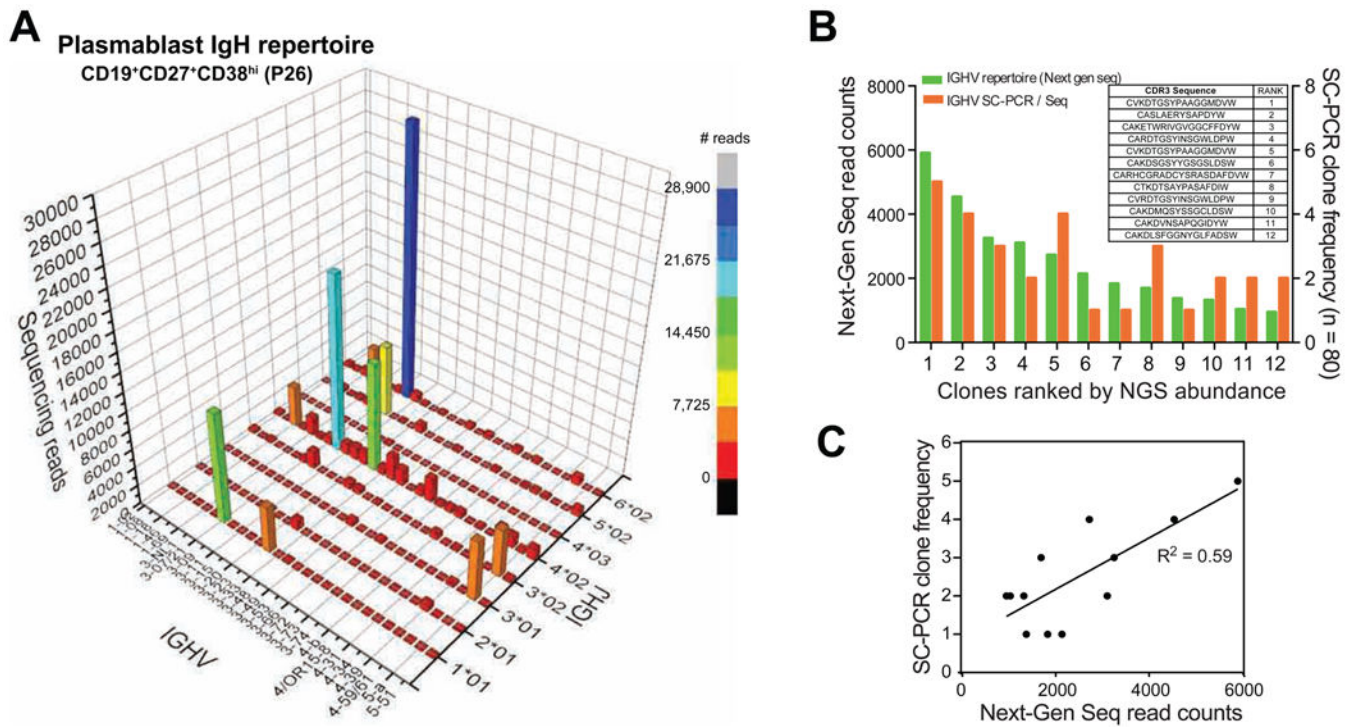 A
Plasmablast IgH repertoire
CD19+CD27+CD38hi (P26)
30000
28000
26000
24000
22000
20000
18000
16000
14000
12000
10000
8000
6000
4000
2000
Sequencing reads
IGHV
4/OR1
1*01
2*01
3*01
3*02
4*02
4*03
5*02
6*02
IGHJ
# reads
28,900
21,675
14,450
7,725
0
B
IGHV repertoire (Next gen seq)
IGHV SC-PCR / Seq
CDR3 Sequence RANK
CVKDTGSYPAAGGMDVW 1
CASLAERYSAPDYW 2
CAKETWRIVGVGGCFFDYW 3
CARDTGSYINSGWLDPW 4
CVKDTGSYPAAGGMDVW 5
CAKDSGSYYGSGSLDSW 6
CARHCGRADCYSRASDAFDVW 7
CTKDTSAYPASAFDIW 8
CVRDTGSYINSGWLDPW 9
CAKDMQSYSSGCLDSW 10
CAKDVNSAPQGIDYW 11
CAKDLSFGGNYGLFADSW 12
8000
6000
4000
2000
0
Next-Gen Seq read counts
8
6
4
2
0
SC-PCR clone frequency (n = 80)
1 2 3 4 5 6 7 8 9 10 11 12
Clones ranked by NGS abundance
C
6
5
4
3
2
1
0
SC-PCR clone frequency
R2 = 0.59
0 2000 4000 6000
Next-Gen Seq read counts